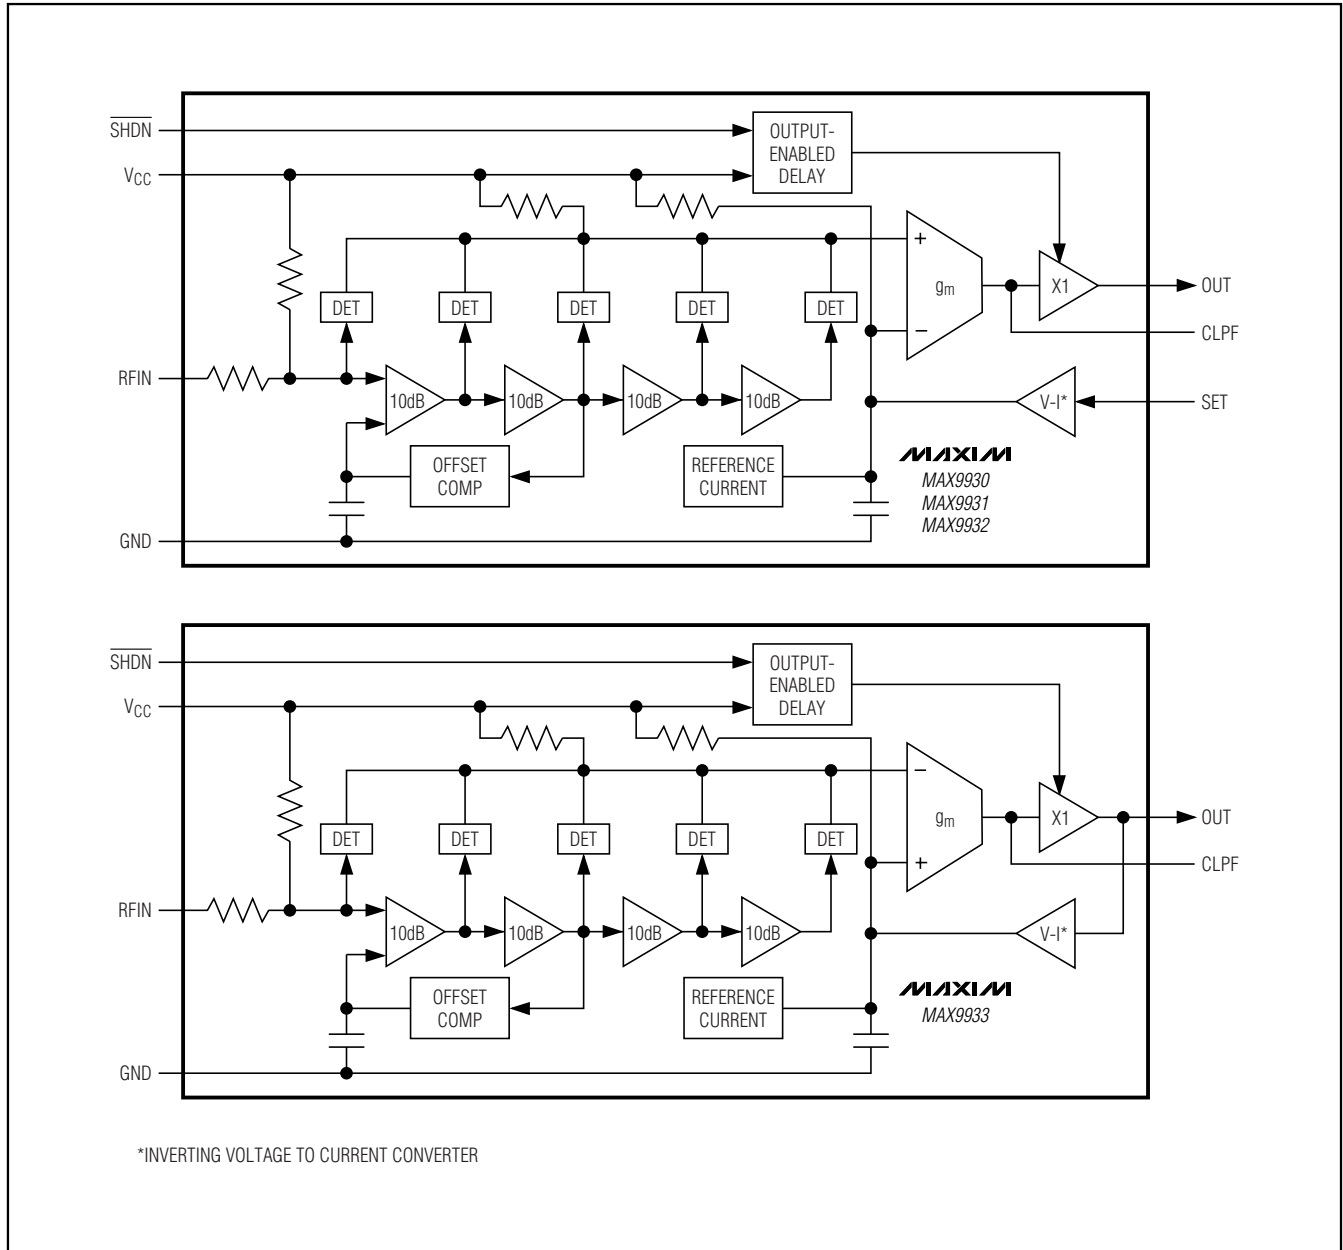 SHDN
OUTPUT-
ENABLED
DELAY
VCC
+
gm
X1
OUT
DET
DET
DET
DET
DET
−
CLPF
RFIN
10dB
10dB
10dB
10dB
V-I*
SET
OFFSET
COMP
REFERENCE
CURRENT
MAXIM
MAX9930
MAX9931
MAX9932
GND
SHDN
OUTPUT-
ENABLED
DELAY
VCC
−
gm
X1
OUT
DET
DET
DET
DET
DET
+
CLPF
RFIN
10dB
10dB
10dB
10dB
V-I*
OFFSET
COMP
REFERENCE
CURRENT
MAXIM
MAX9933
GND
*INVERTING VOLTAGE TO CURRENT CONVERTER